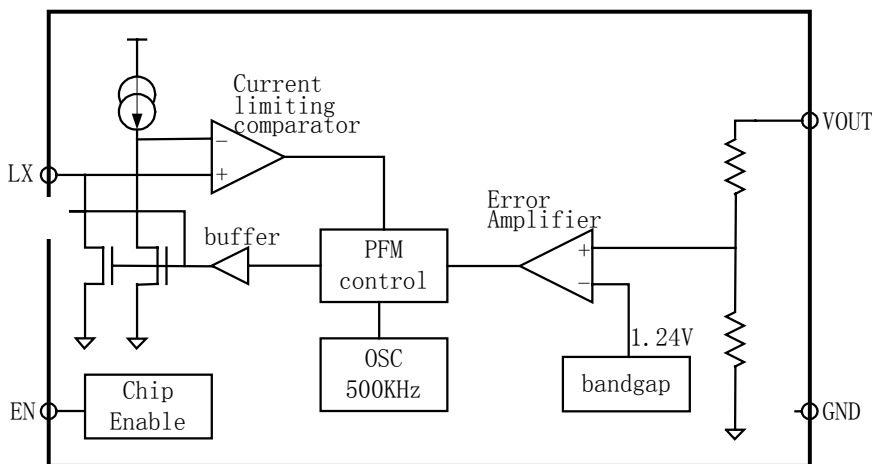 Current
limiting
comparator
−
+
VOUT
LX
Error
Amplifier
buffer
PFM
control
+
−
1.24V
OSC
500KHz
bandgap
Chip
Enable
EN
GND